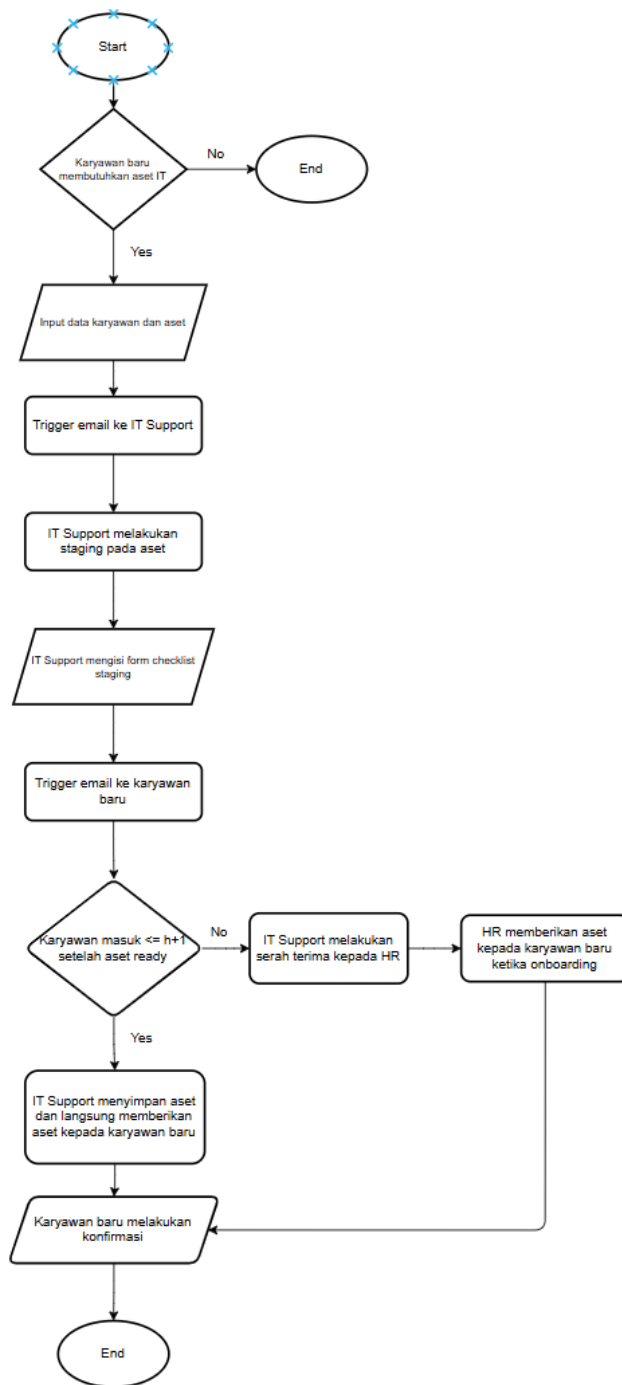 Start
Karyawan baru
membutuhkan aset IT
No
End
Yes
Input data karyawan dan aset
Trigger email ke IT Support
IT Support melakukan
staging pada aset
IT Support mengisi form checklist
staging
Trigger email ke karyawan
baru
Karyawan masuk <= h+1
setelah aset ready
No
IT Support melakukan
serah terima kepada HR
HR memberikan aset
kepada karyawan baru
ketika onboarding
Yes
IT Support menyimpan aset
dan langsung memberikan
aset kepada karyawan baru
Karyawan baru melakukan
konfirmasi
End